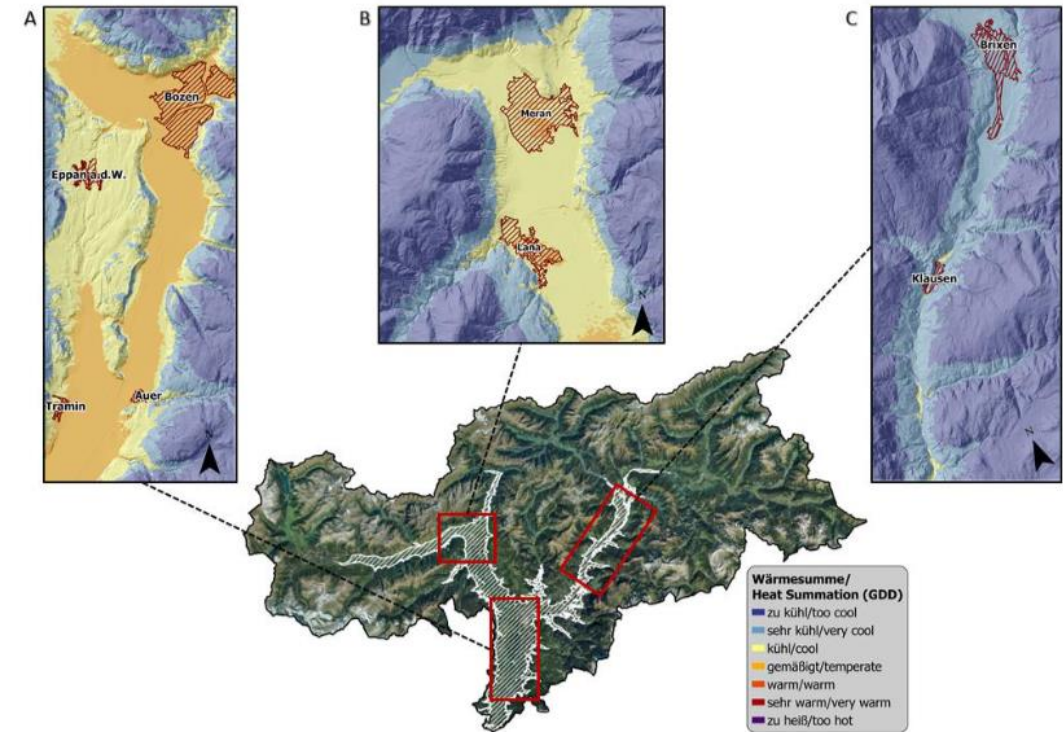 A
Bozen
Eppan a.d.W.
Tramin
Auer
N
B
Meran
Lana
N
C
Brixen
Klausen
N
Wärmesumme/
Heat Summation (GDD)
zu kühl/too cool
sehr kühl/very cool
kühl/cool
gemäßigt/temperate
warm/warm
sehr warm/very warm
zu heiß/too hot